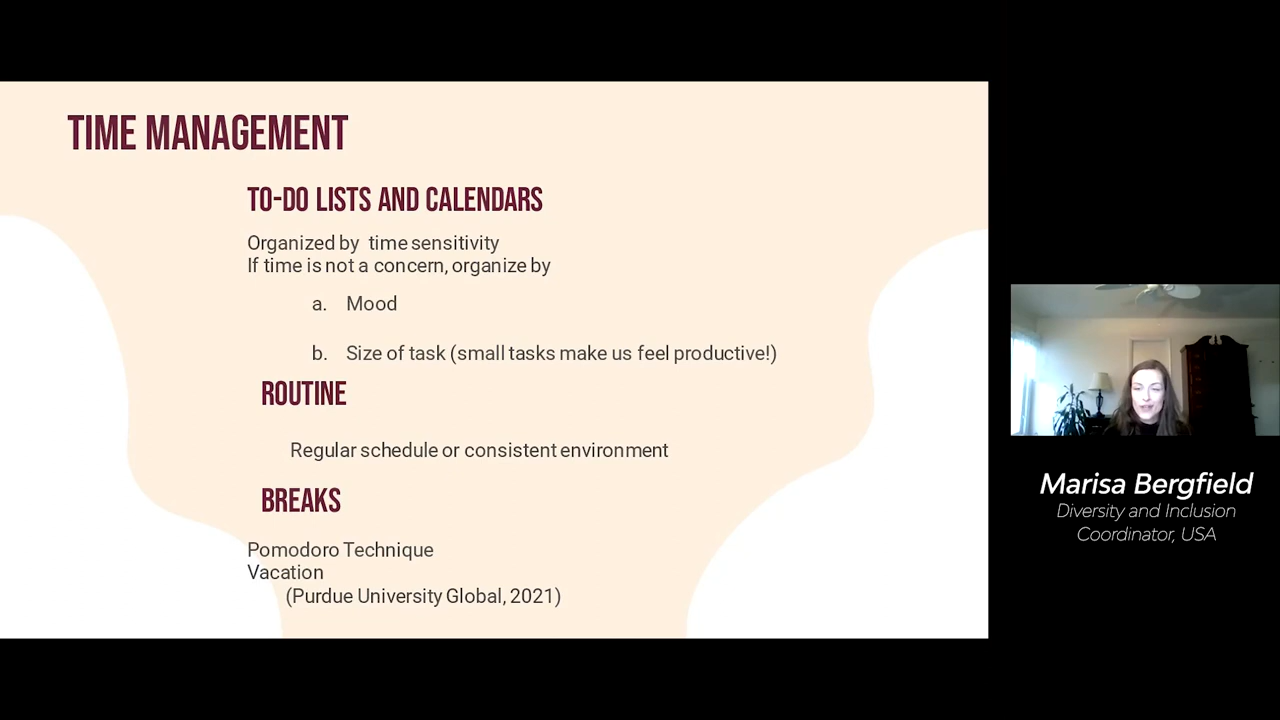 TIME MANAGEMENT
TO-DO LISTS AND CALENDARS
Organized by time sensitivity
If time is not a concern, organize by
a. Mood
b. Size of task (small tasks make us feel productive!)
ROUTINE
Regular schedule or consistent environment
BREAKS
Pomodoro Technique
Vacation
(Purdue University Global, 2021)
Marisa Bergfield
Diversity and Inclusion
Coordinator, USA